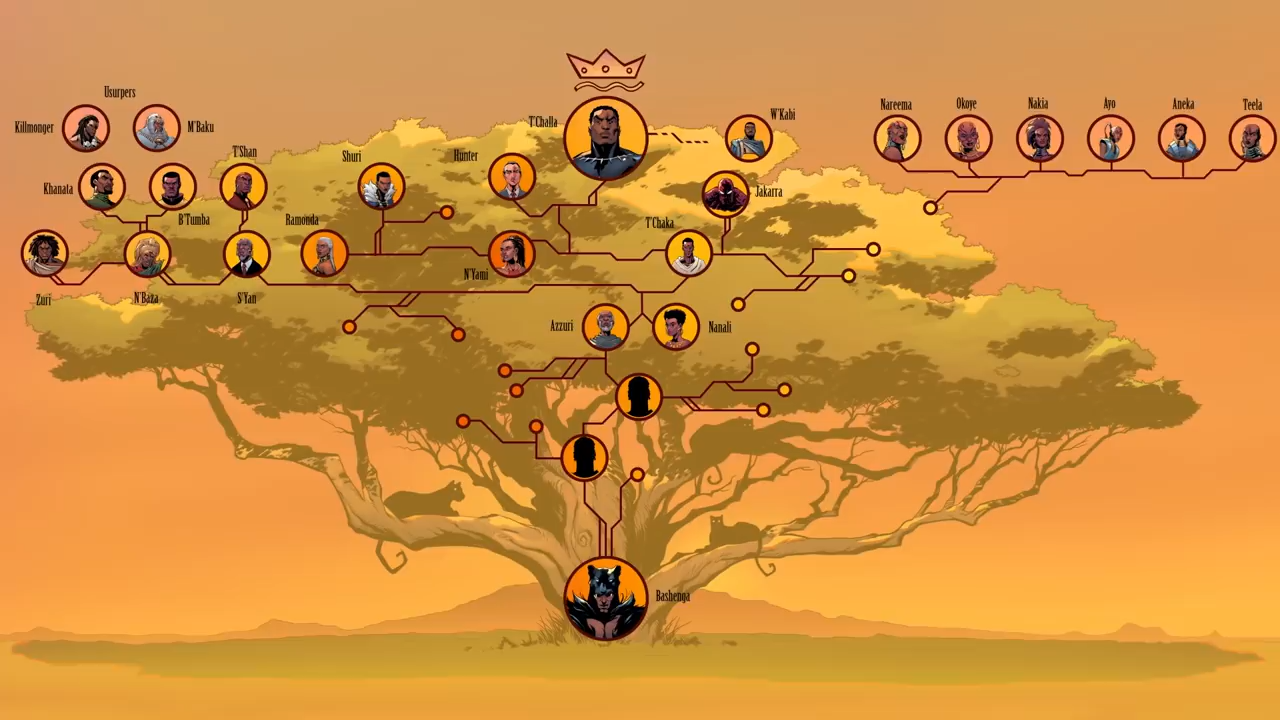 Usurpers
Killmonger
M'Baku
T'Challa
W'Kabi
Nareema
Okoye
Nakia
Ayo
Aneka
Teela
T'Shan
Shuri
Hunter
Khanata
B'Tumba
Ramonda
Jakarra
T'Chaka
N'Yami
Zuri
N'Baza
S'Yan
Azzuri
Nanali
Bashenga